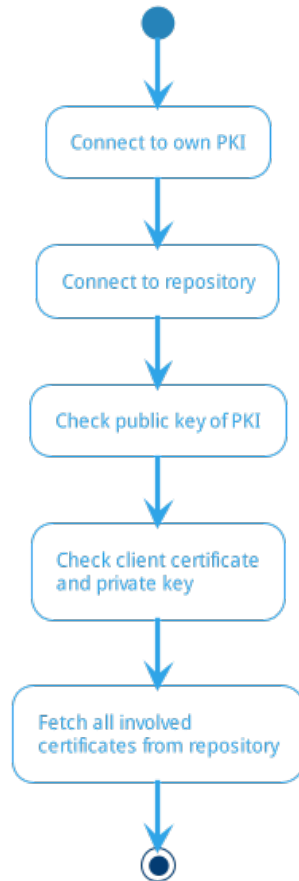 Connect to own PKI
Connect to repository
Check public key of PKI
Check client certificate
and private key
Fetch all involved
certificates from repository